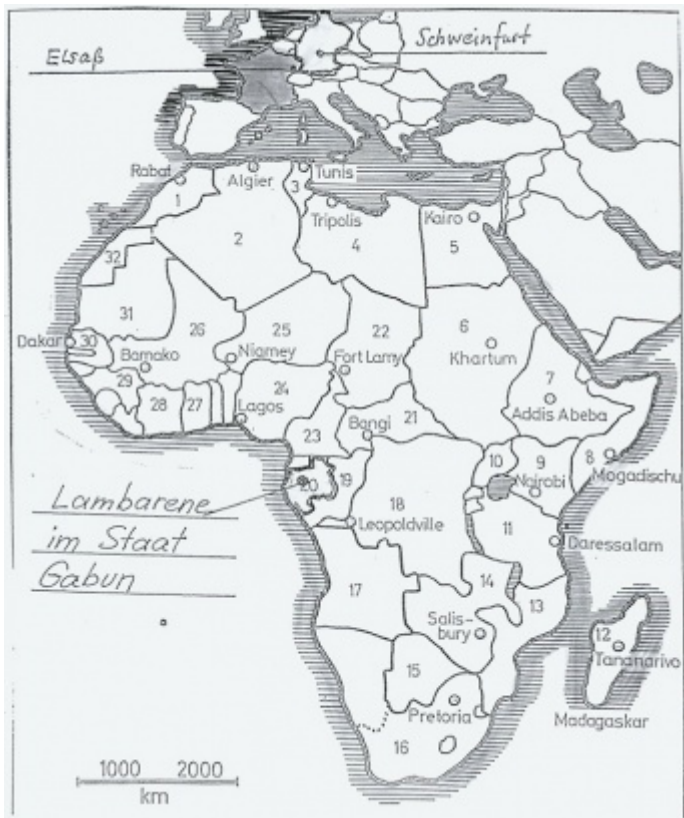 Elsaß
Schweinfurt
Rabat
Algier
Tunis
1
3
Tripolis
Kairo
2
4
5
32
31
26
25
22
6
Khartum
Dakar
30
Bamako
Niamey
Fort Lamy
7
Addis Abeba
29
28
27
24
Lagos
21
Bangi
23
10
9
8
Nairobi
Mogadischu
20
19
18
Lambarene
im Staat
Gabun
Leopoldville
11
Daressalam
17
14
13
Salis-
bury
12
Tananarivo
15
Pretoria
Madagaskar
16
1000 2000
km